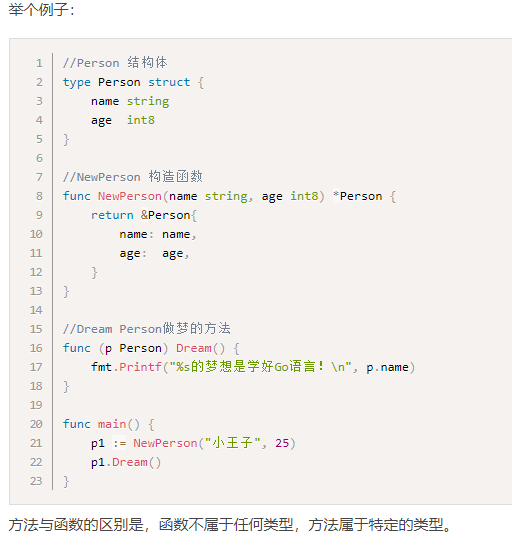 举个例子：
1 //Person 结构体
2 type Person struct {
3     name string
4     age  int8
5 }
6
7 //NewPerson 构造函数
8 func NewPerson(name string, age int8) *Person {
9     return &Person{
10         name: name,
11         age:  age,
12     }
13 }
14
15 //Dream Person做梦的方法
16 func (p Person) Dream() {
17     fmt.Printf("%s的梦想是学好Go语言！\n", p.name)
18 }
19
20 func main() {
21     p1 := NewPerson("小王子", 25)
22     p1.Dream()
23 }
方法与函数的区别是，函数不属于任何类型，方法属于特定的类型。